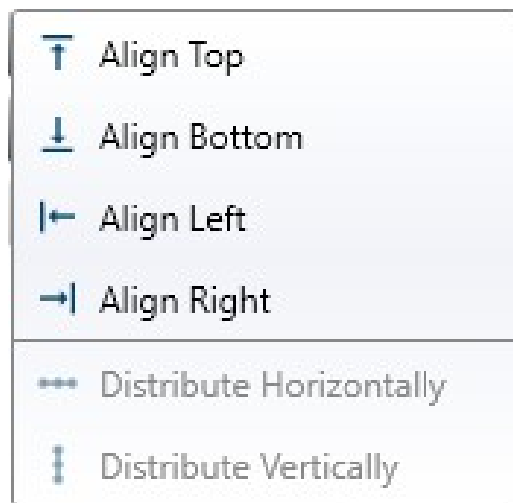 Align Top
Align Bottom
Align Left
Align Right
Distribute Horizontally
Distribute Vertically